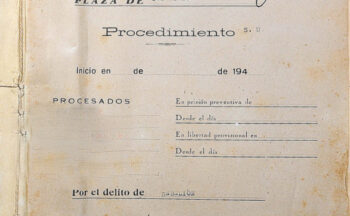 PLAZA DE
Procedimiento S. U
Inicio en de de 194
PROCESADOS
En prisión preventiva de
Desde el día
En libertad provisional en
Desde el día
Por el delito de